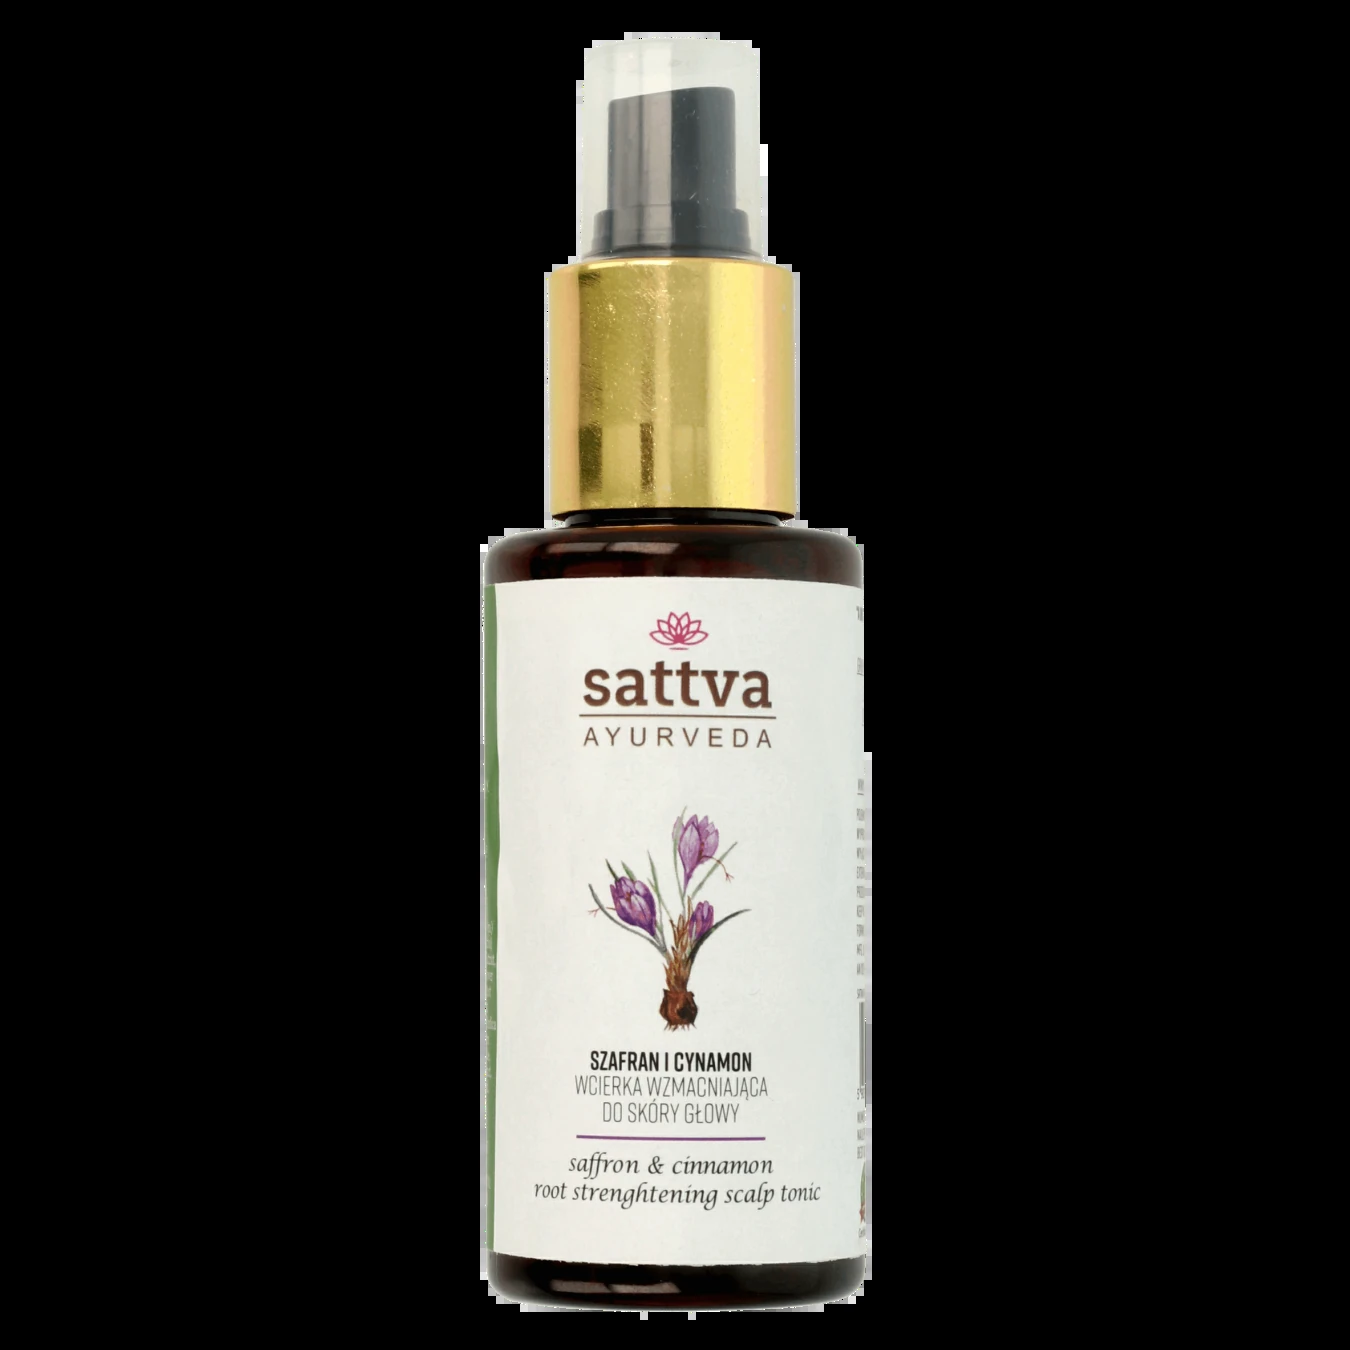 sattva
AYURVEDA
SZAFRAN I CYNAMON
WCIERKA WZMACNIAJĄCA
DO SKÓRY GŁOWY
saffron & cinnamon
root strenghtening scalp tonic